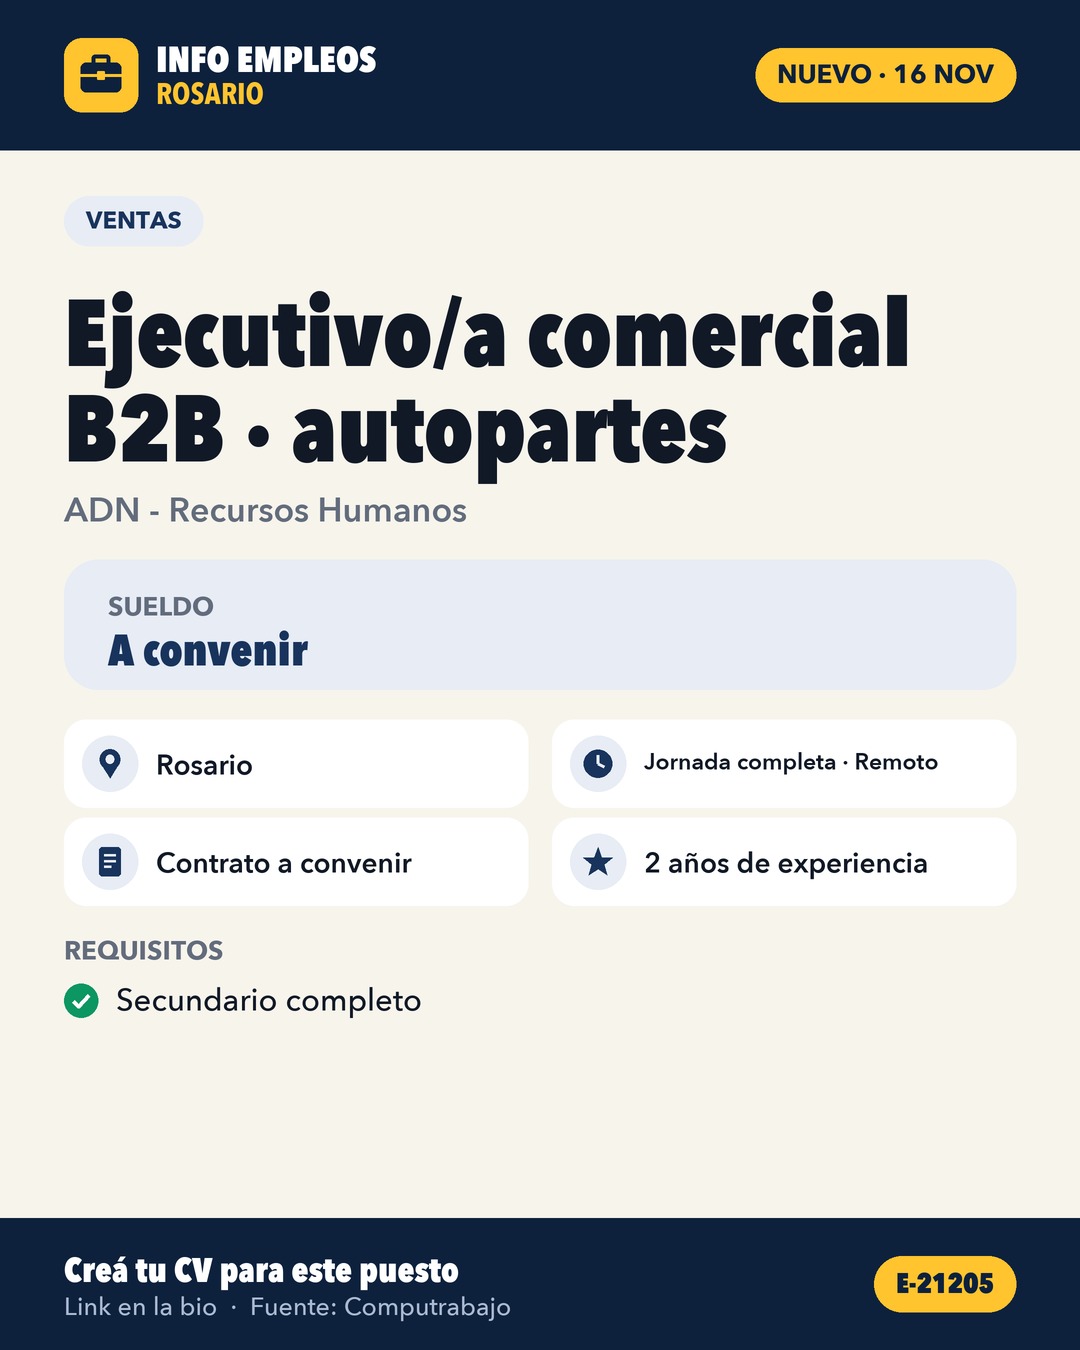 INFO EMPLEOS
ROSARIO
NUEVO · 16 NOV
VENTAS
Ejecutivo/a comercial
B2B · autopartes
ADN - Recursos Humanos
SUELDO
A convenir
Rosario
Jornada completa · Remoto
Contrato a convenir
2 años de experiencia
REQUISITOS
Secundario completo
Creá tu CV para este puesto
Link en la bio · Fuente: Computrabajo
E-21205